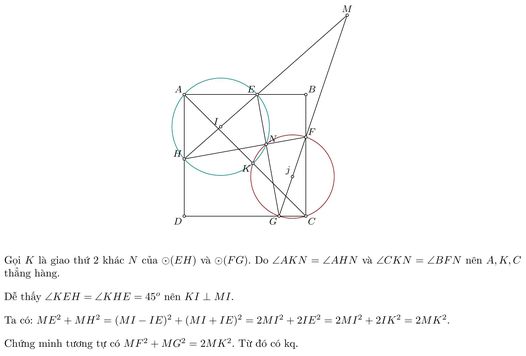 M
A
E
B
I
F
H
N
K
j
D
G
C
Gọi K là giao thứ 2 khác N của ⊙(EH) và ⊙(FG). Do ∠AKN = ∠AHN và ∠CKN = ∠BFN nên A, K, C
thẳng hàng.
Dễ thấy ∠KEH = ∠KHE = 45° nên KI ⊥ MI.
Ta có: ME² + MH² = (MI − IE)² + (MI + IE)² = 2MI² + 2IE² = 2MI² + 2IK² = 2MK².
Chứng minh tương tự có MF² + MG² = 2MK². Từ đó có kq.